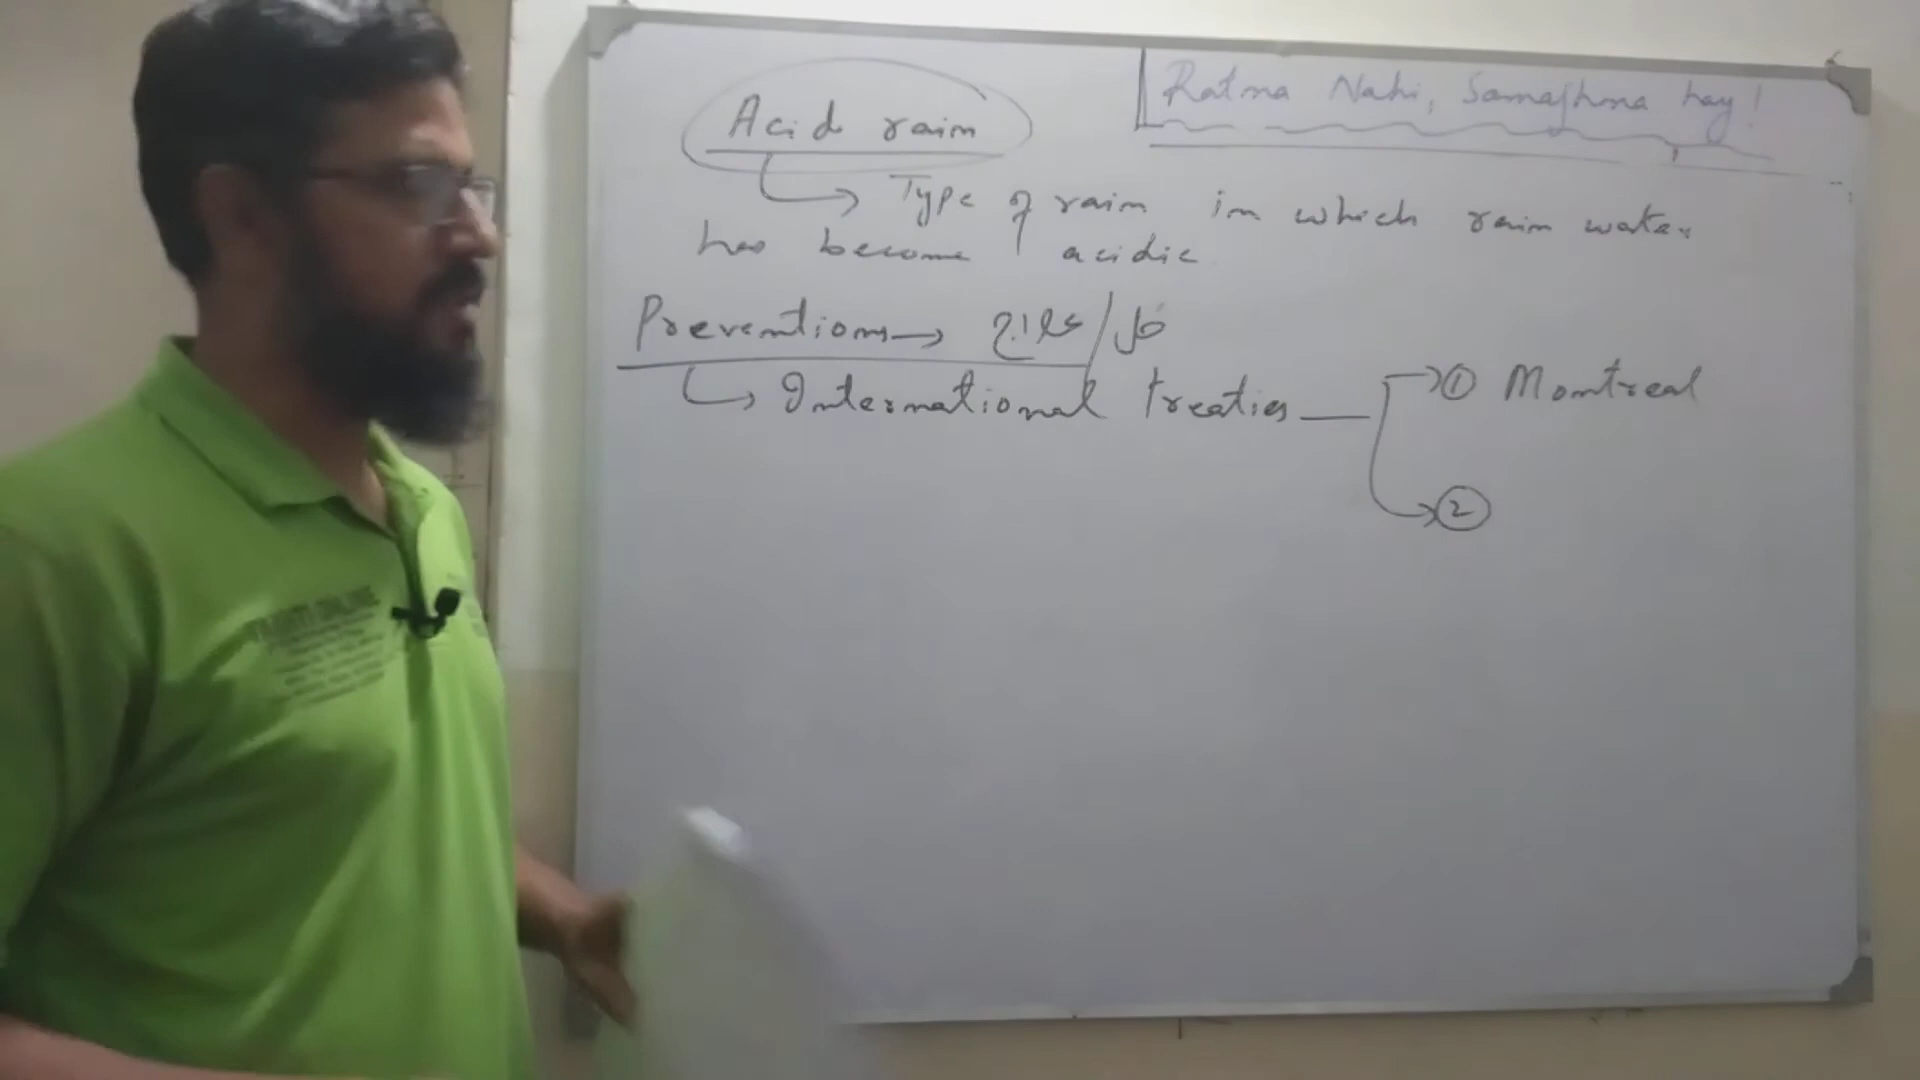 Acid rain
Ratna Nahi, Samajhna hay!
Type of rain in which rain water
has become acidic
Preventions → علاج / حل
International treaties
① Montreal
②